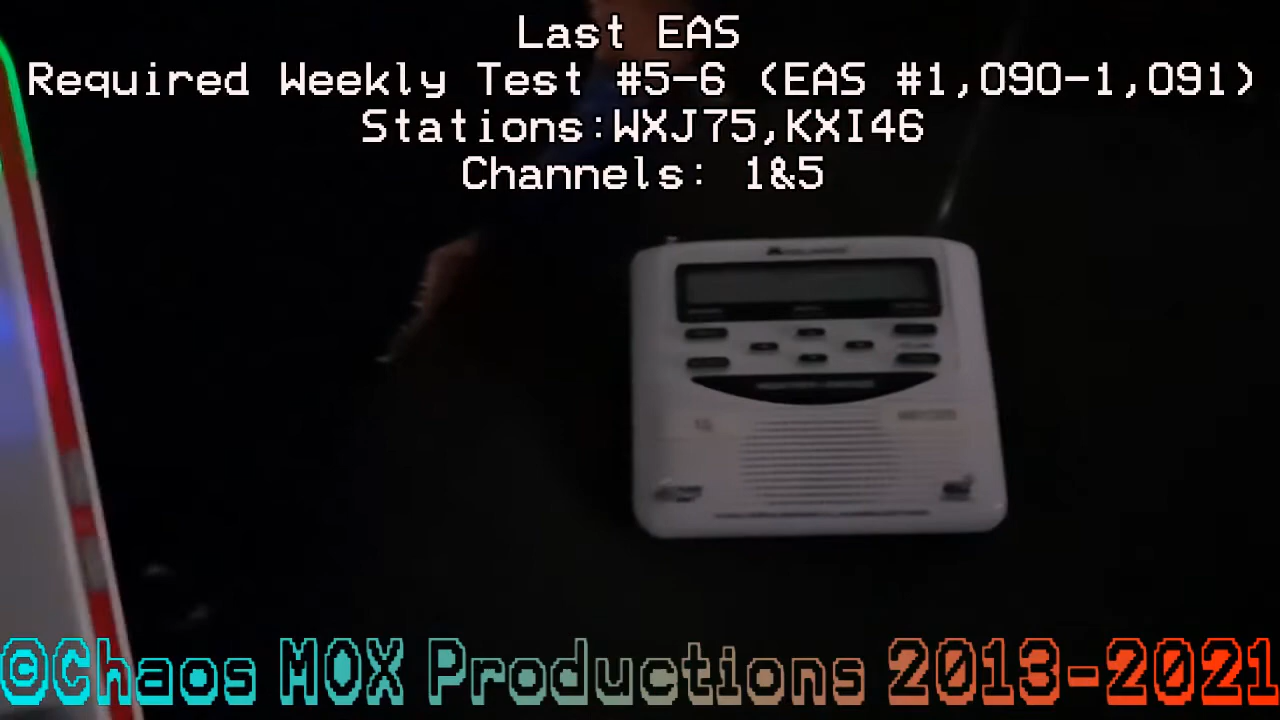 Last EAS
Required Weekly Test #5-6 (EAS #1,090-1,091)
Stations:WXJ75,KXI46
Channels: 1&5
©Chaos MOX Productions 2013-2021